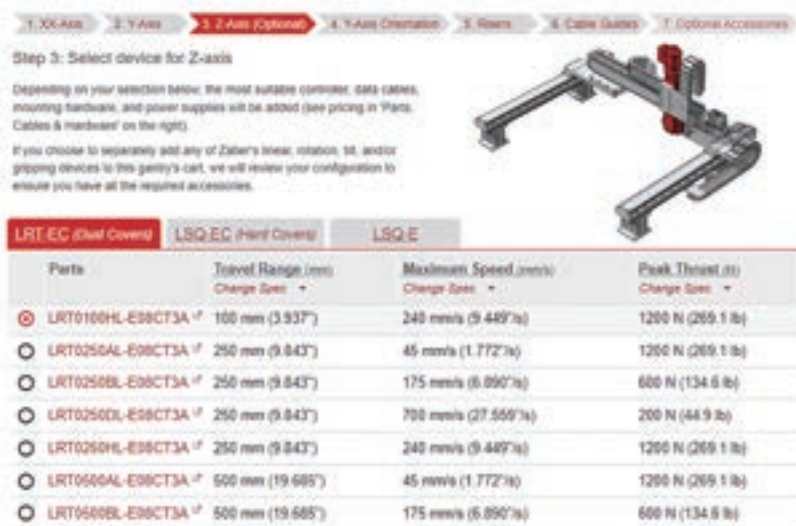 1. XX-Axis 2. Y-Axis 3. Z-Axis (Optional) 4. Y-Axis Orientation 5. Risers 6. Cable Guides 7. Optional Accessories
Step 3: Select device for Z-axis
Depending on your selection below, the most suitable controller, data cables,
mounting hardware, and power supplies will be added (see pricing in 'Parts,
Cables & Hardware' on the right).
If you choose to separately add any of Zaber's linear, rotation, tilt, and/or
gripping devices to this gantry's cart, we will review your configuration to
ensure you have all the required accessories.
LRT-EC (Dust Covers) LSQ-EC (Hard Covers) LSQ-E
Parts Travel Range (mm) Maximum Speed (mm/s) Peak Thrust (N)
Change Spec Change Spec Change Spec
LRT0100HL-E08CT3A 100 mm (3.937") 240 mm/s (9.449"/s) 1200 N (269.1 lb)
LRT0250AL-E08CT3A 250 mm (9.843") 45 mm/s (1.772"/s) 1200 N (269.1 lb)
LRT0250BL-E08CT3A 250 mm (9.843") 175 mm/s (6.890"/s) 600 N (134.6 lb)
LRT0250DL-E08CT3A 250 mm (9.843") 700 mm/s (27.559"/s) 200 N (44.9 lb)
LRT0250HL-E08CT3A 250 mm (9.843") 240 mm/s (9.449"/s) 1200 N (269.1 lb)
LRT0500AL-E08CT3A 500 mm (19.685") 45 mm/s (1.772"/s) 1200 N (269.1 lb)
LRT0500BL-E08CT3A 500 mm (19.685") 175 mm/s (6.890"/s) 600 N (134.6 lb)